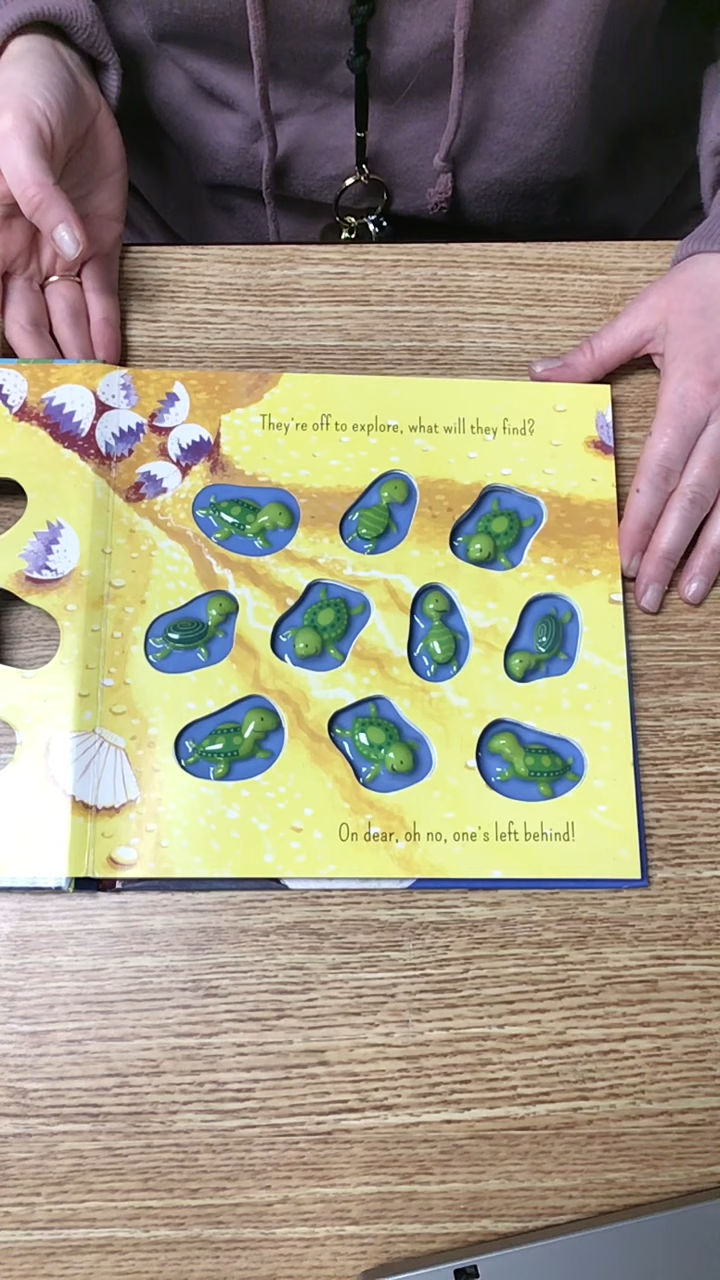 They're off to explore, what will they find?
On dear, oh no, one's left behind!